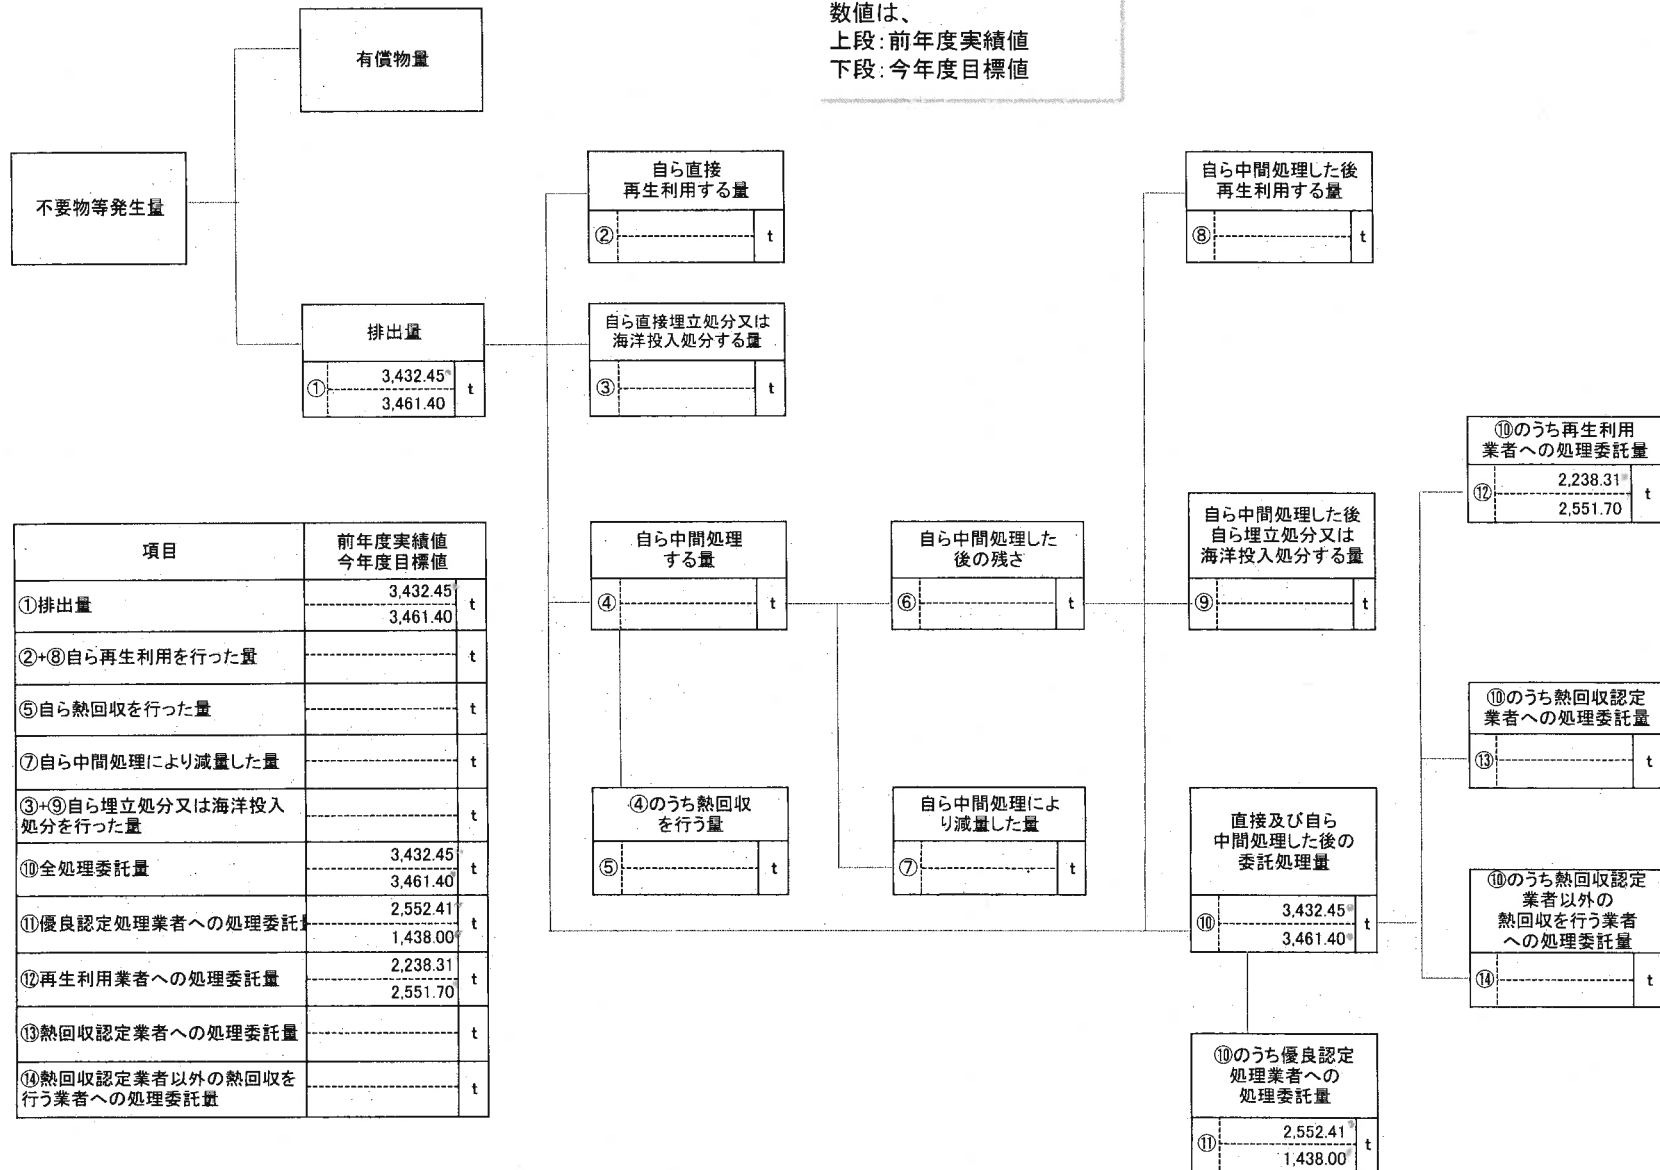 数値は、
上段:前年度実績値
下段:今年度目標値
有償物量
不要物等発生量
排出量
① 3,432.45 t
3,461.40
自ら直接
再生利用する量
② t
自ら直接埋立処分又は
海洋投入処分する量
③ t
自ら中間処理
する量
④ t
④のうち熱回収
を行う量
⑤ t
自ら中間処理した
後の残さ
⑥ t
自ら中間処理によ
り減量した量
⑦ t
自ら中間処理した後
再生利用する量
⑧ t
自ら中間処理した後
自ら埋立処分又は
海洋投入処分する量
⑨ t
直接及び自ら
中間処理した後の
委託処理量
⑩ 3,432.45 t
3,461.40
⑩のうち優良認定
処理業者への
処理委託量
⑪ 2,552.41 t
1,438.00
⑩のうち再生利用
業者への処理委託量
⑫ 2,238.31 t
2,551.70
⑩のうち熱回収認定
業者への処理委託量
⑬ t
⑩のうち熱回収認定
業者以外の
熱回収を行う業者
への処理委託量
⑭ t
項目 前年度実績値
今年度目標値
①排出量 3,432.45 t
3,461.40
②+⑧自ら再生利用を行った量 t
⑤自ら熱回収を行った量 t
⑦自ら中間処理により減量した量 t
③+⑨自ら埋立処分又は海洋投入
処分を行った量 t
⑩全処理委託量 3,432.45 t
3,461.40
⑪優良認定処理業者への処理委託 2,552.41 t
1,438.00
⑫再生利用業者への処理委託量 2,238.31 t
2,551.70
⑬熱回収認定業者への処理委託量 t
⑭熱回収認定業者以外の熱回収を
行う業者への処理委託量 t